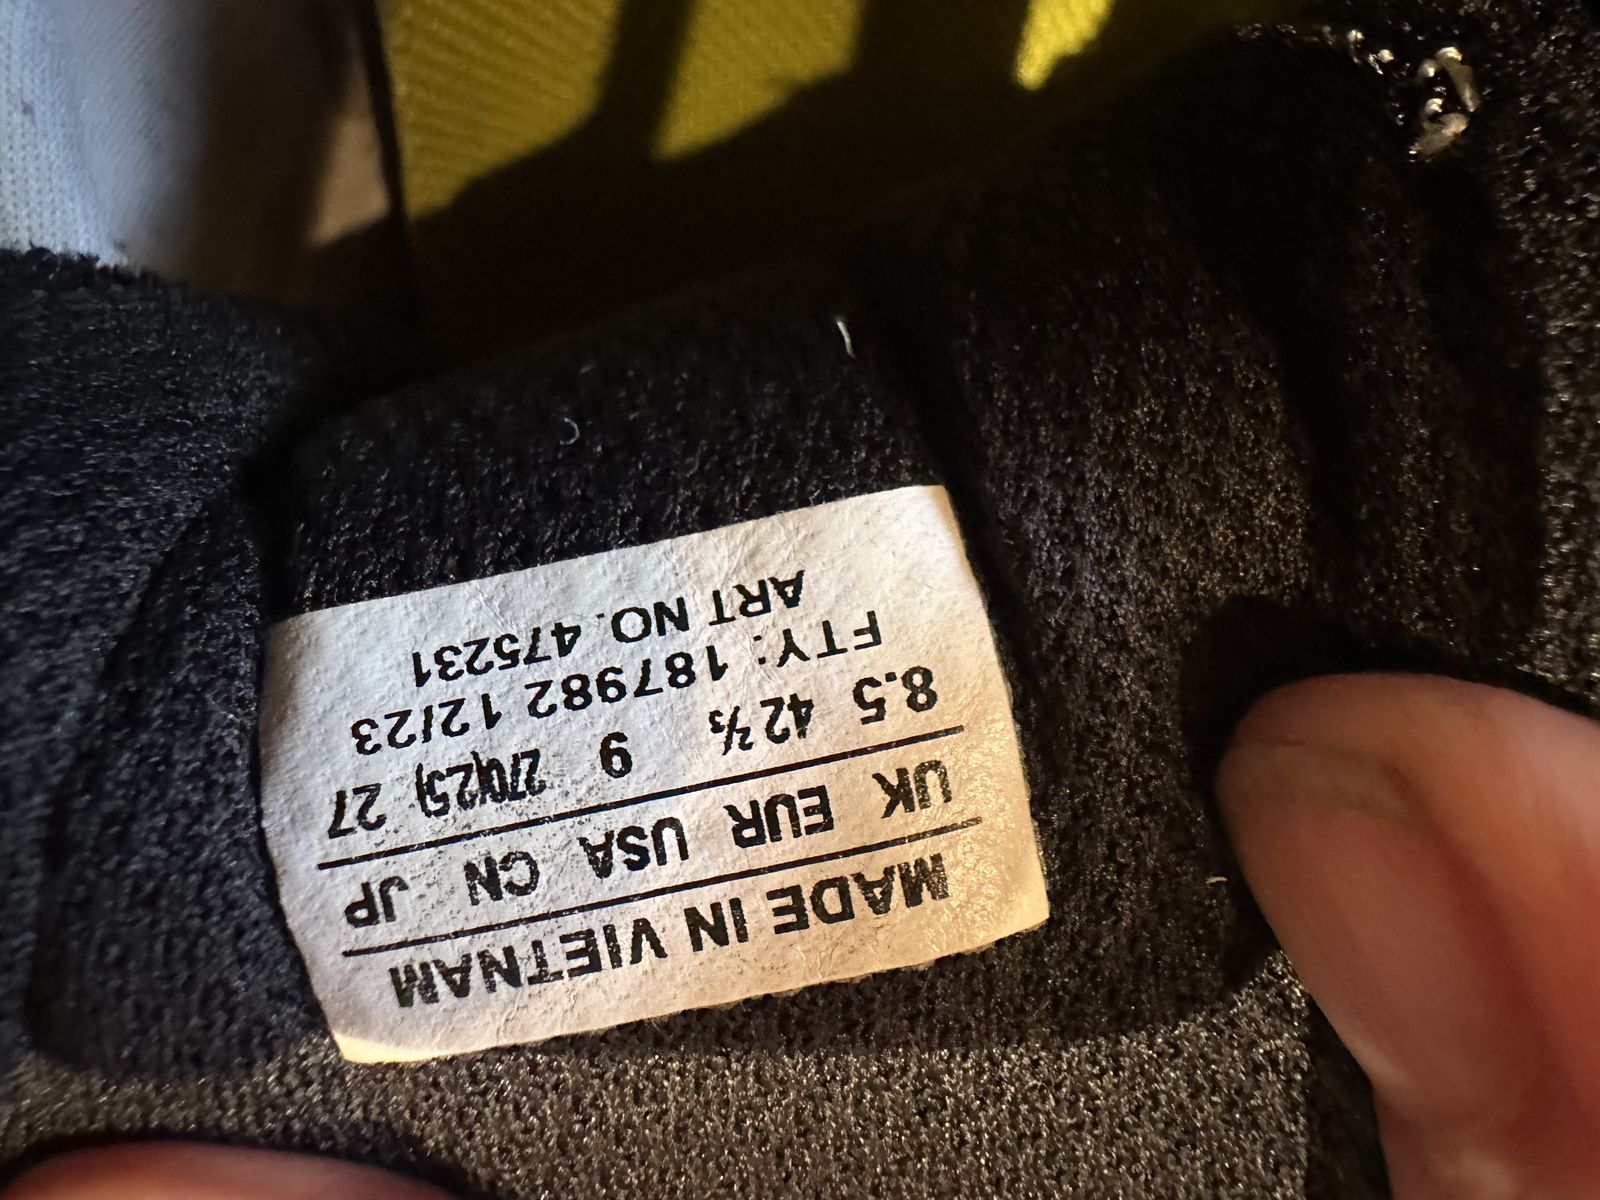 MADE IN VIETNAM
UK EUR USA CN JP
8.5 42⅔ 9 270(2.5) 27
FTY: 187982 12/23
ART NO. 475231